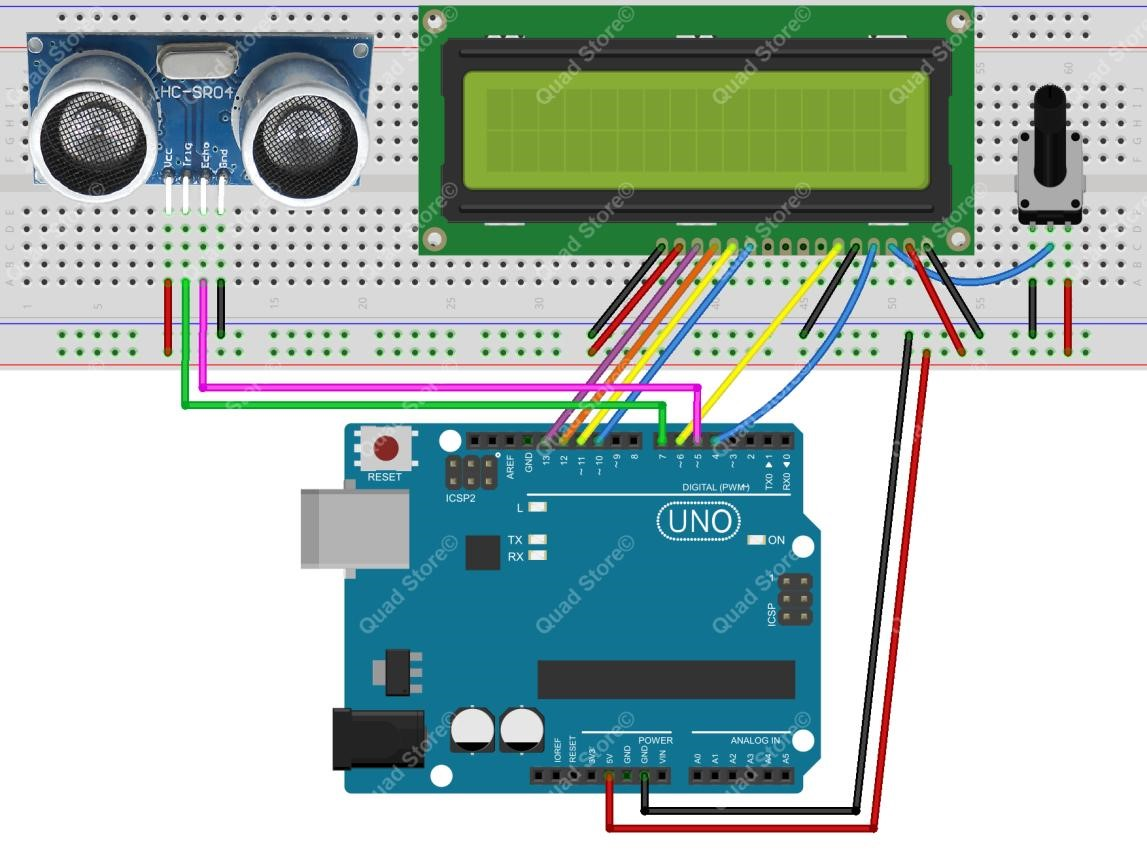 Quad Store©
HC-SR04
Vcc
Trig
Echo
Gnd
55
60
J
I
H
G
F
E
D
C
B
A
1
5
15
20
25
30
40
45
50
55
RESET
ICSP2
AREF
GND
13
12
~ 11
~ 10
~ 9
8
7
~6
~5
4
~3
2
TX0 ▶ 1
RX0 ◀ 0
DIGITAL (PWM~)
L
TX
RX
UNO
ON
1
ICSP
IOREF
RESET
3V3
5V
GND
GND
VIN
POWER
ANALOG IN
A0
A1
A2
A3
A4
A5